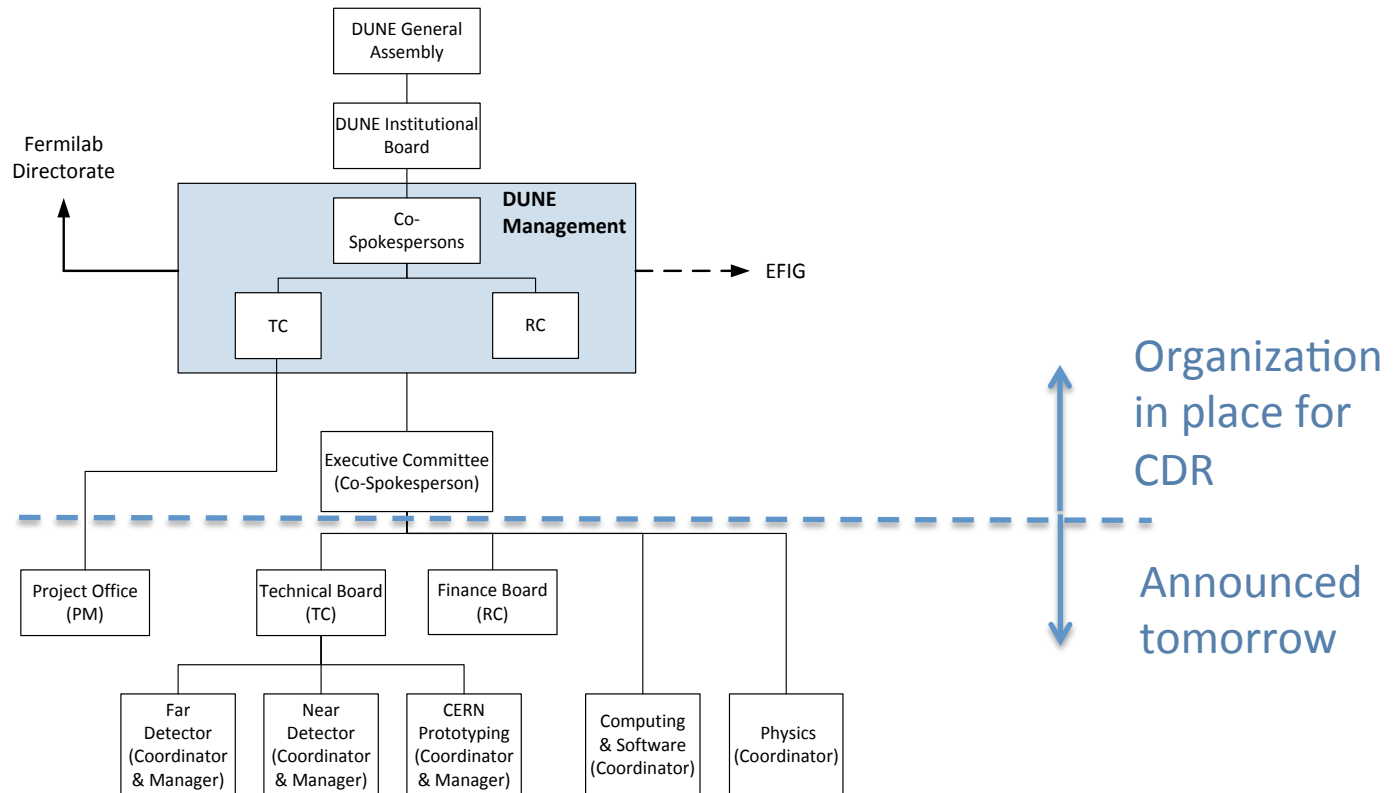 DUNE General
Assembly
DUNE Institutional
Board
Fermilab
Directorate
DUNE
Management
Co-
Spokespersons
EFIG
TC
RC
Organization
in place for
CDR
Executive Committee
(Co-Spokesperson)
Announced
tomorrow
Project Office
(PM)
Technical Board
(TC)
Finance Board
(RC)
Far
Detector
(Coordinator
& Manager)
Near
Detector
(Coordinator
& Manager)
CERN
Prototyping
(Coordinator
& Manager)
Computing
& Software
(Coordinator)
Physics
(Coordinator)